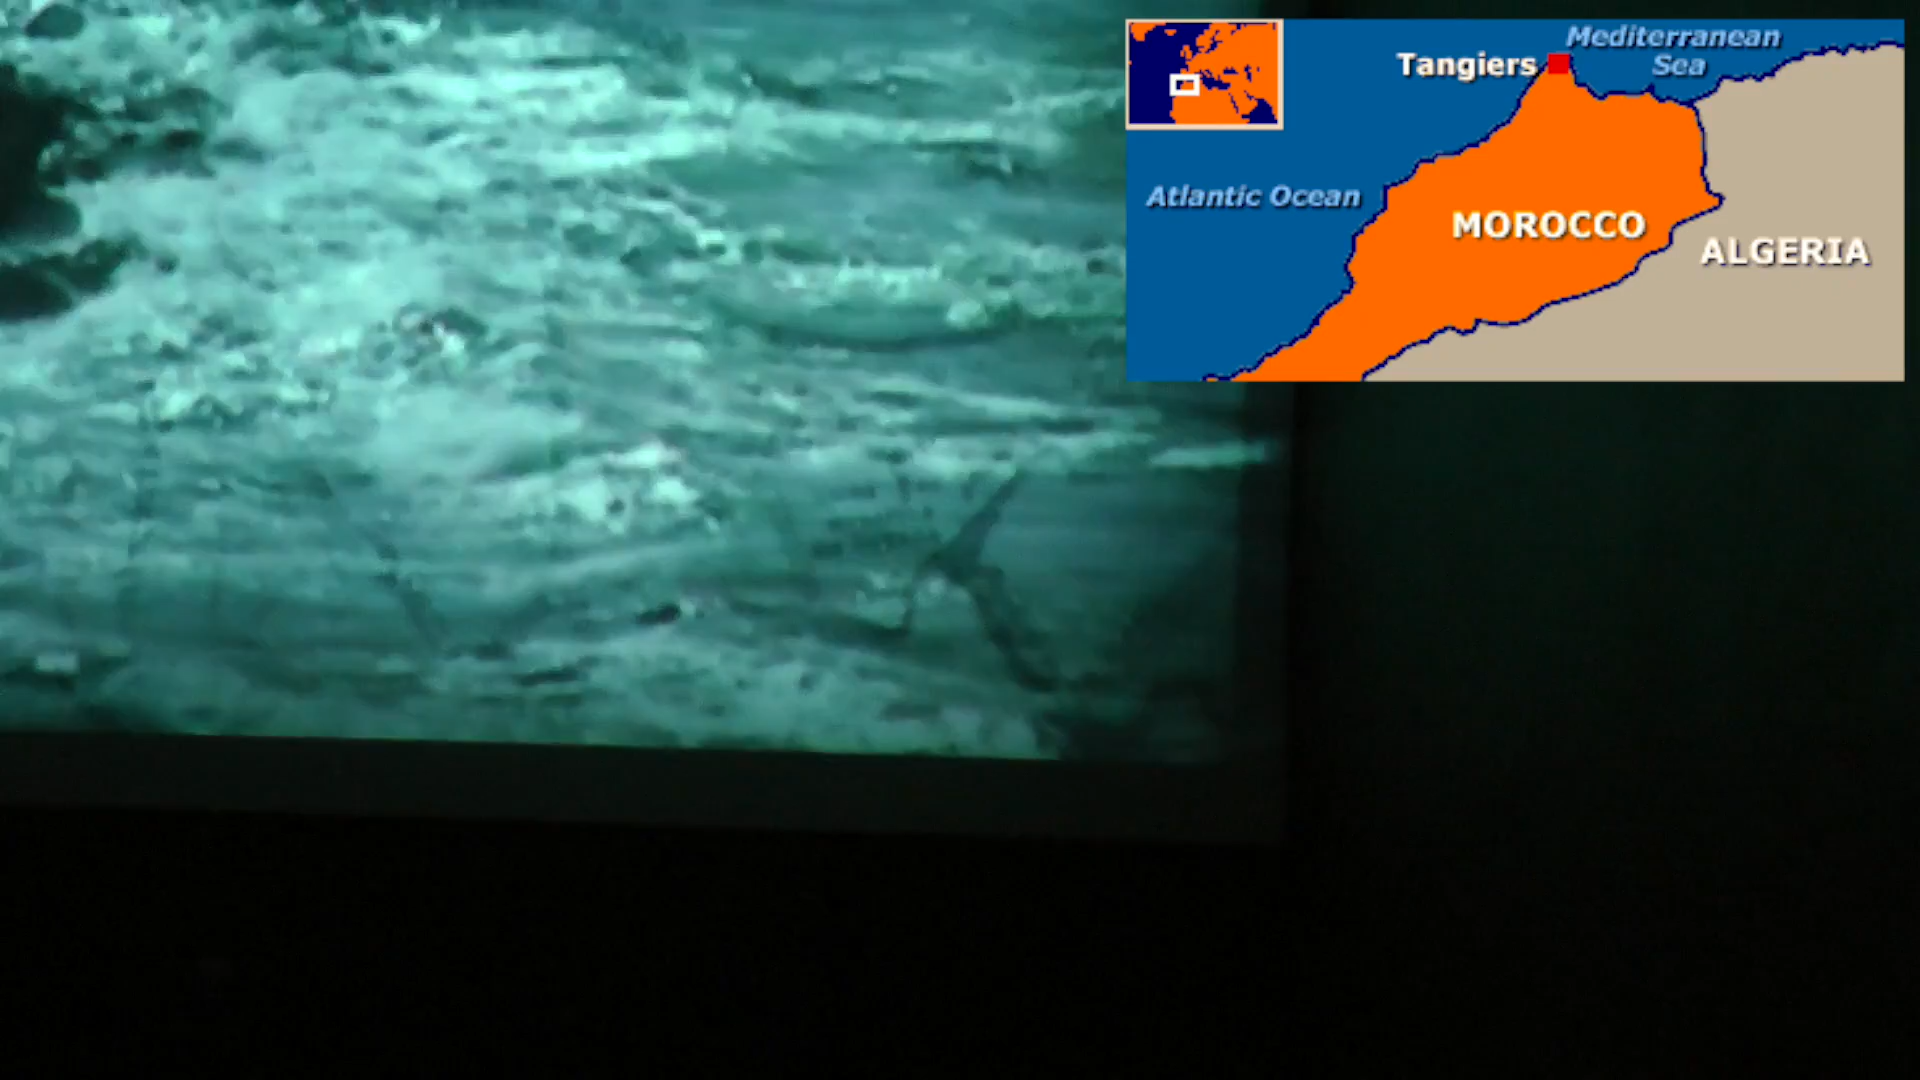 Mediterranean
Sea
Tangiers
Atlantic Ocean
MOROCCO
ALGERIA